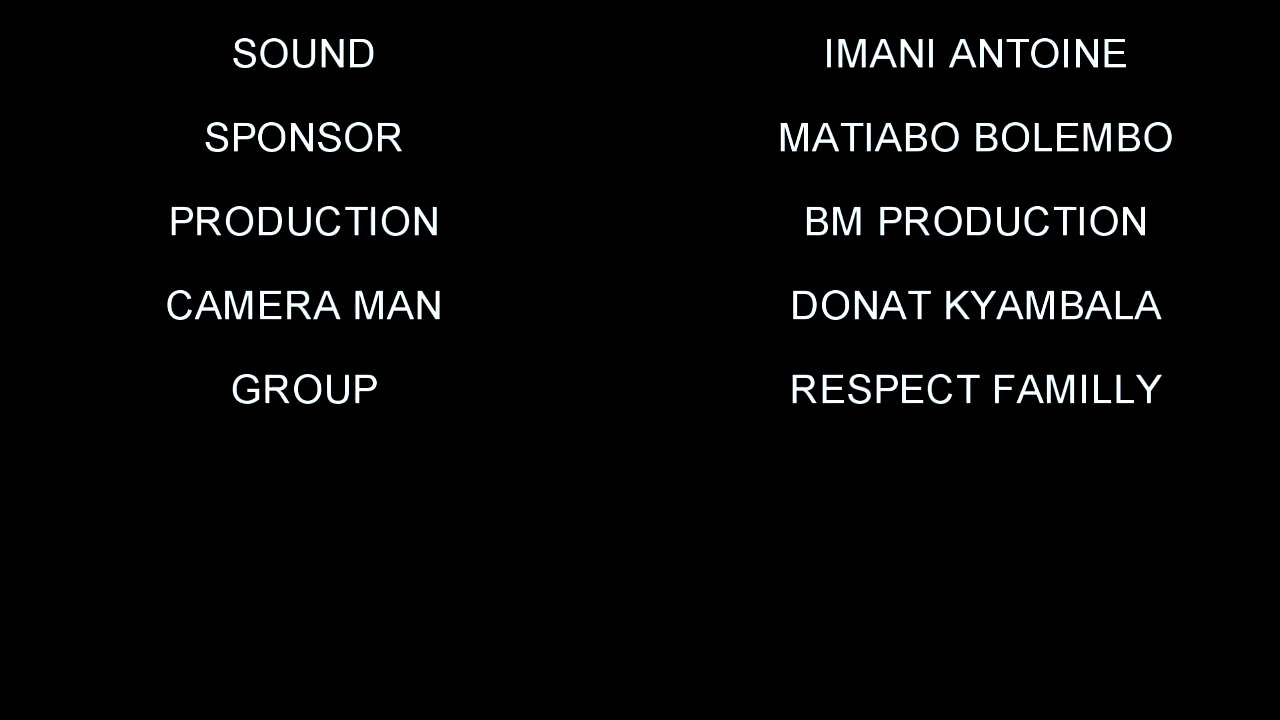 SOUND IMANI ANTOINE
SPONSOR MATIABO BOLEMBO
PRODUCTION BM PRODUCTION
CAMERA MAN DONAT KYAMBALA
GROUP RESPECT FAMILLY